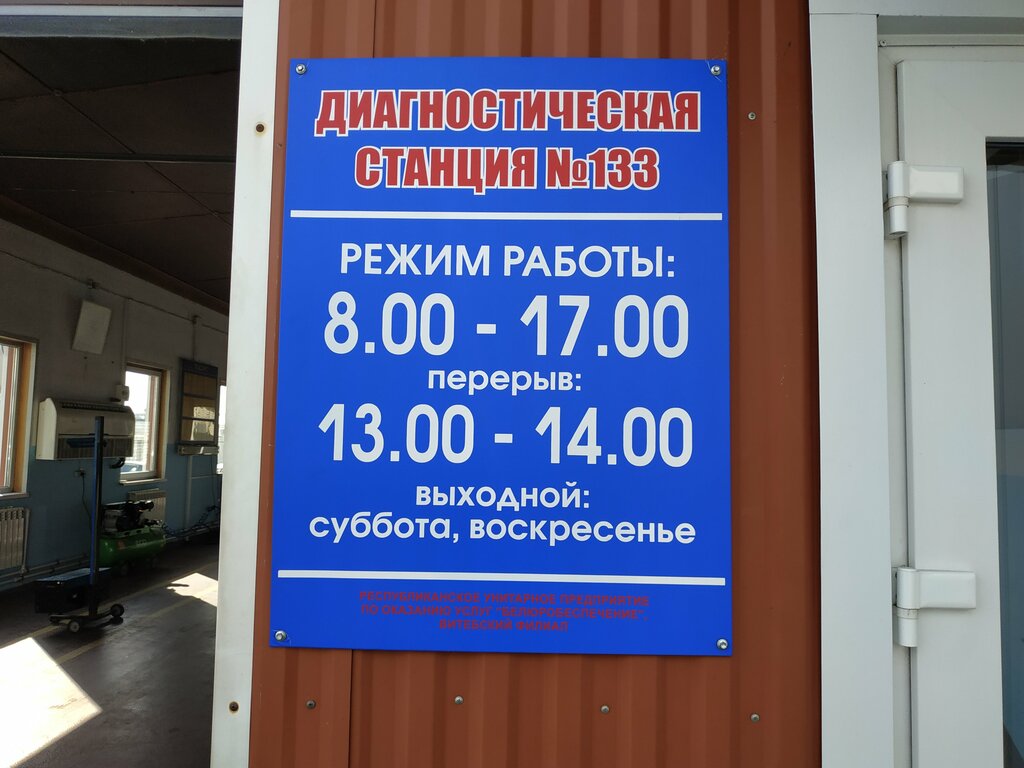 ДИАГНОСТИЧЕСКАЯ
СТАНЦИЯ №133
РЕЖИМ РАБОТЫ:
8.00 - 17.00
перерыв:
13.00 - 14.00
выходной:
суббота, воскресенье
РЕСПУБЛИКАНСКОЕ УНИТАРНОЕ ПРЕДПРИЯТИЕ
ПО ОКАЗАНИЮ УСЛУГ "БЕЛИНРОБЕСПЕЧЕНИЕ",
ВИТЕБСКИЙ ФИЛИАЛ